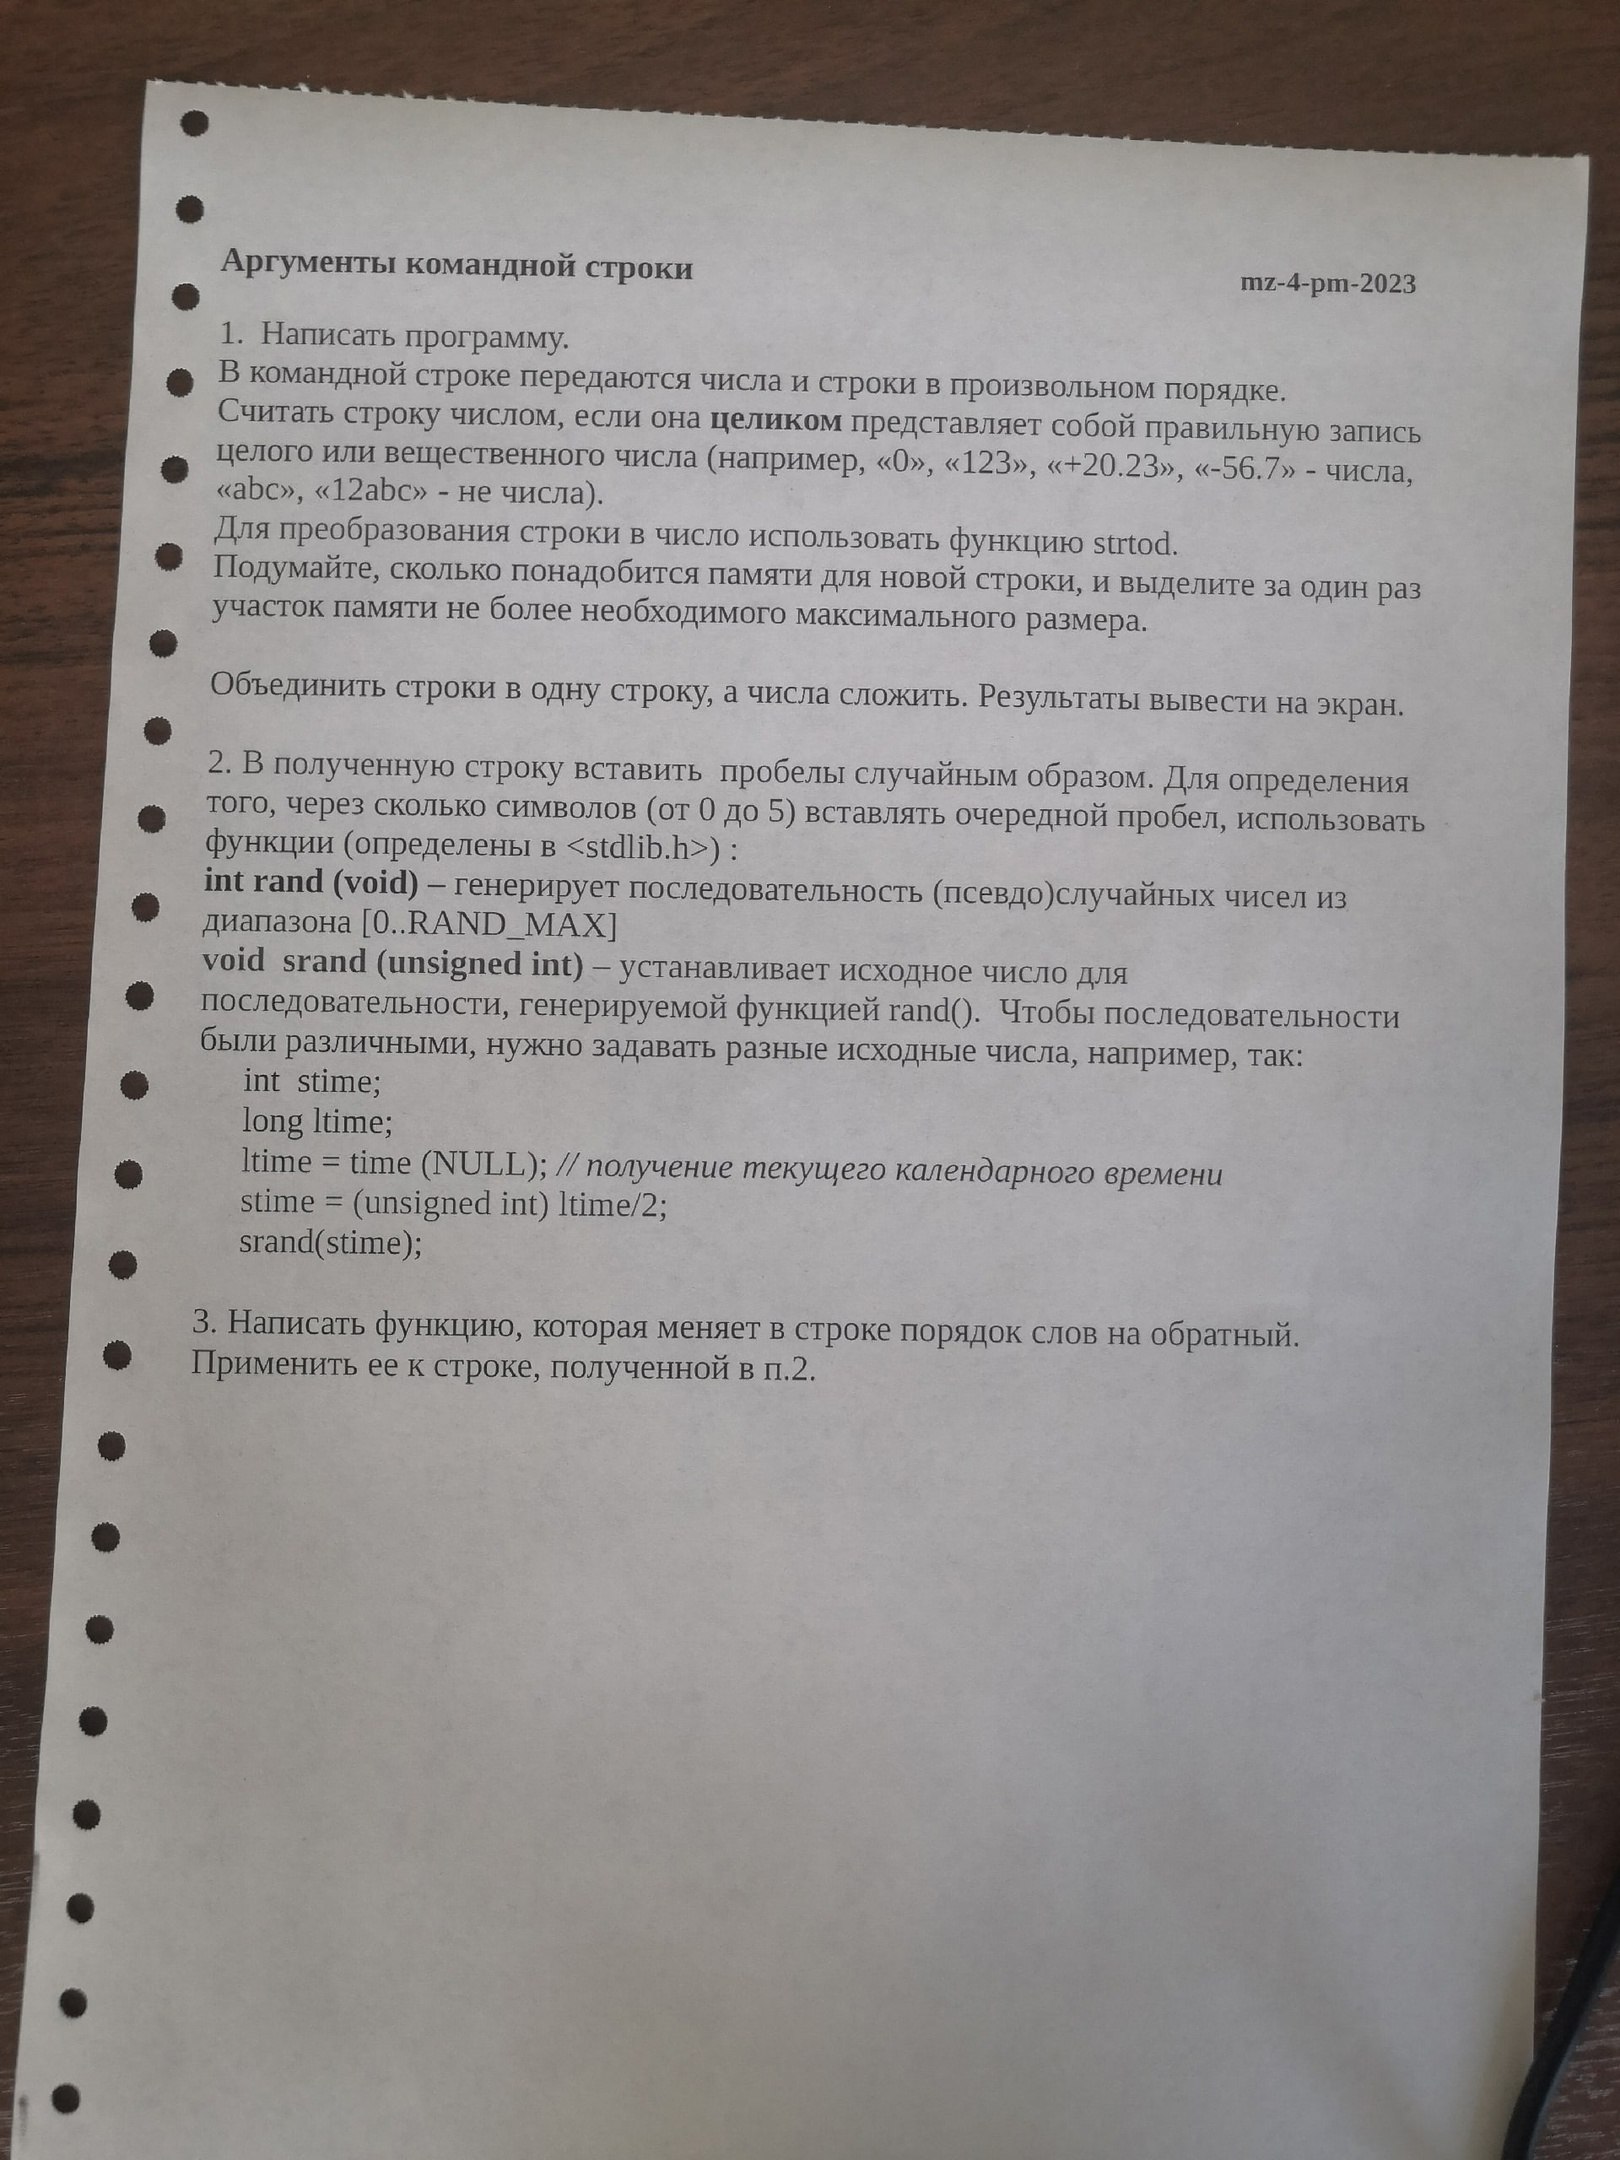 Аргументы командной строки
mz-4-pm-2023
1.  Написать программу.
В командной строке передаются числа и строки в произвольном порядке.
Считать строку числом, если она целиком представляет собой правильную запись
целого или вещественного числа (например, «0», «123», «+20.23», «-56.7» - числа,
«abc», «12abc» - не числа).
Для преобразования строки в число использовать функцию strtod.
Подумайте, сколько понадобится памяти для новой строки, и выделите за один раз
участок памяти не более необходимого максимального размера.
Объединить строки в одну строку, а числа сложить. Результаты вывести на экран.
2. В полученную строку вставить  пробелы случайным образом. Для определения
того, через сколько символов (от 0 до 5) вставлять очередной пробел, использовать
функции (определены в <stdlib.h>) :
int rand (void) – генерирует последовательность (псевдо)случайных чисел из
диапазона [0..RAND_MAX]
void  srand (unsigned int) – устанавливает исходное число для
последовательности, генерируемой функцией rand().  Чтобы последовательности
были различными, нужно задавать разные исходные числа, например, так:
int  stime;
long ltime;
ltime = time (NULL); // получение текущего календарного времени
stime = (unsigned int) ltime/2;
srand(stime);
3. Написать функцию, которая меняет в строке порядок слов на обратный.
Применить ее к строке, полученной в п.2.